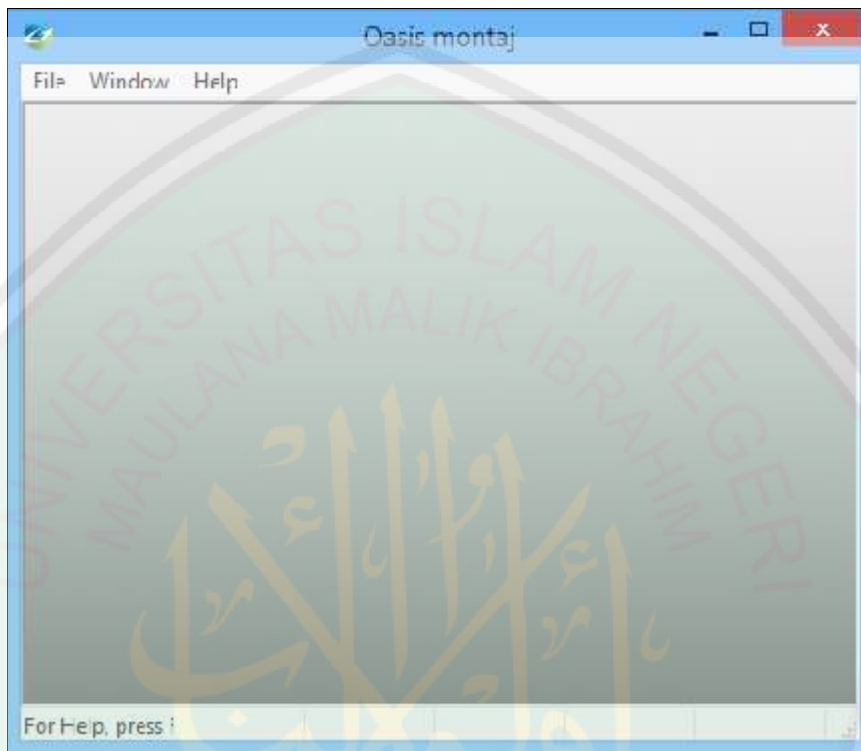 Oasis montaj
File Window Help
UNIVERSITAS ISLAM NEGERI
MAULANA MALIK IBRAHIM
For Help, press